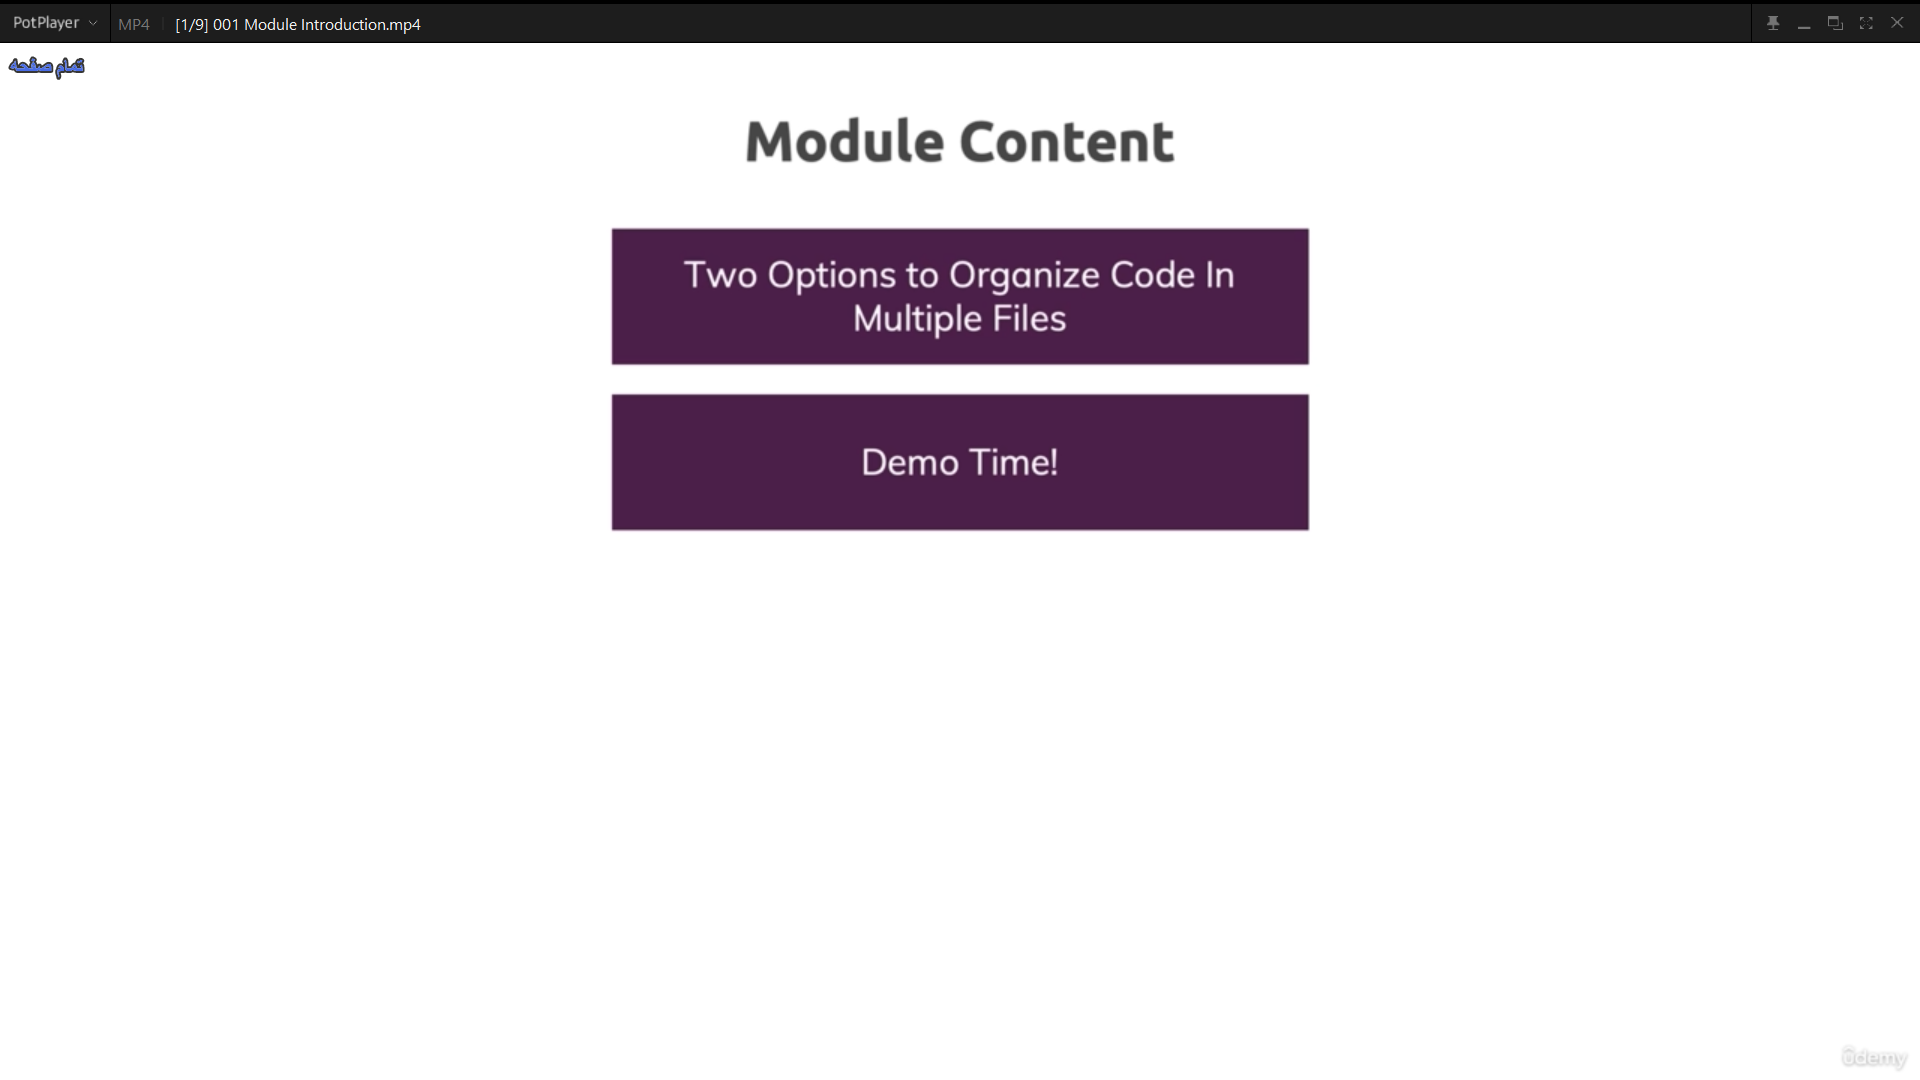 PotPlayer MP4 [1/9] 001 Module Introduction.mp4
تمام صفحه
Module Content
Two Options to Organize Code In
Multiple Files
Demo Time!
ûdemy